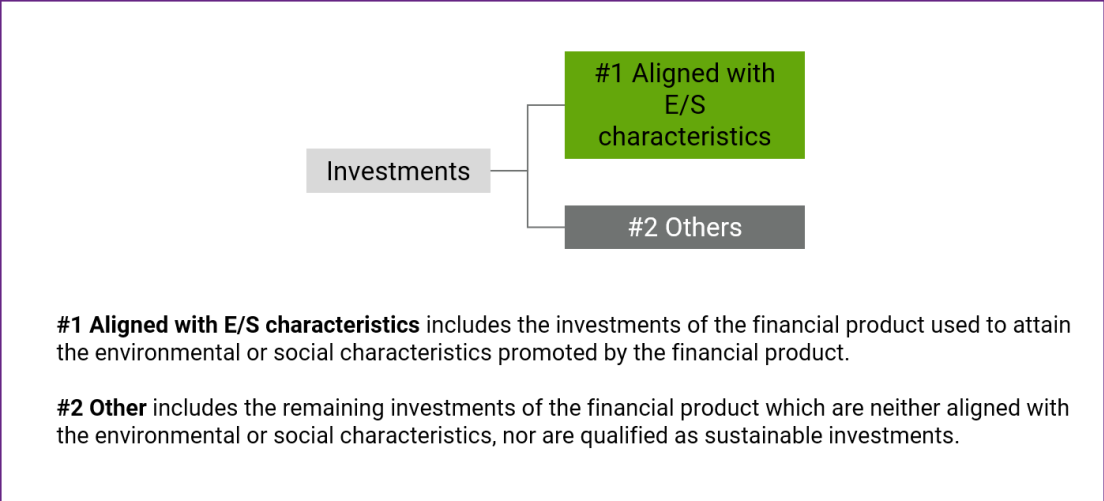 #1 Aligned with
E/S
characteristics
Investments
#2 Others
#1 Aligned with E/S characteristics includes the investments of the financial product used to attain
the environmental or social characteristics promoted by the financial product.
#2 Other includes the remaining investments of the financial product which are neither aligned with
the environmental or social characteristics, nor are qualified as sustainable investments.